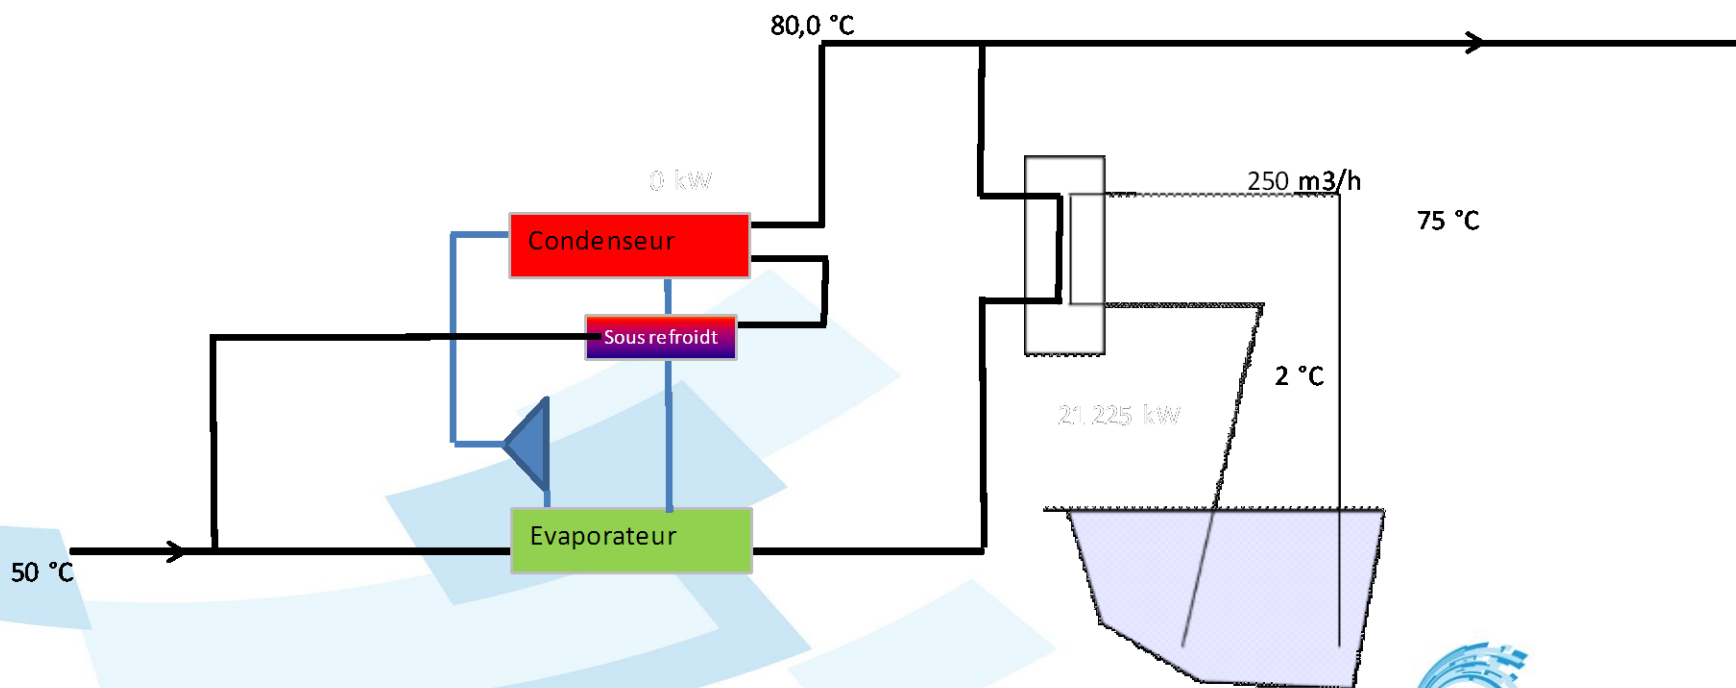 80,0 °C
0 kW
250 m3/h
75 °C
Condenseur
Sous refroidt
2 °C
21 225 kW
Evaporateur
50 °C